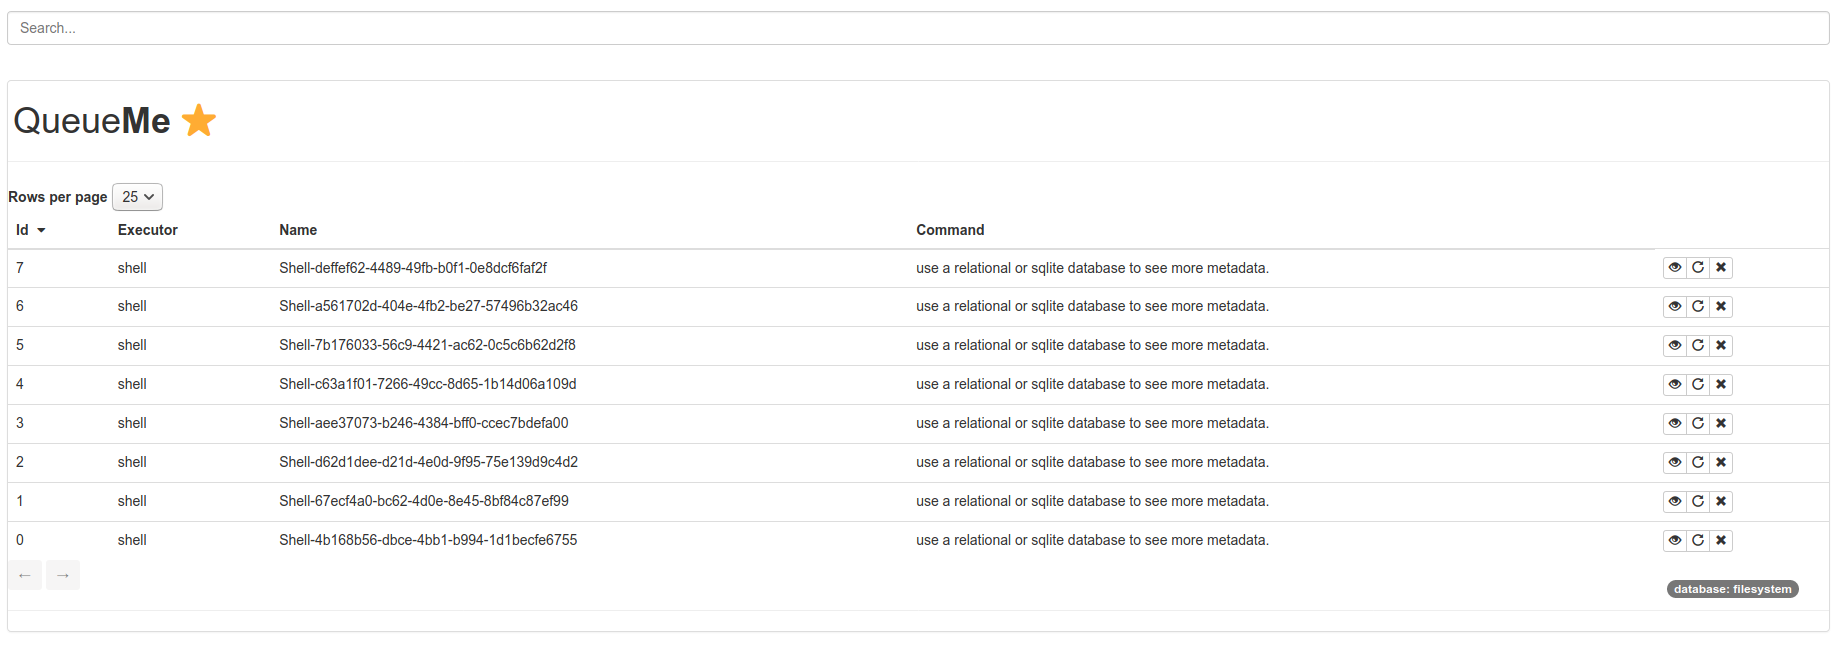 Search...
QueueMe
Rows per page 25
Id Executor Name Command
7 shell Shell-deffef62-4489-49fb-b0f1-0e8dcf6faf2f use a relational or sqlite database to see more metadata.
6 shell Shell-a561702d-404e-4fb2-be27-57496b32ac46 use a relational or sqlite database to see more metadata.
5 shell Shell-7b176033-56c9-4421-ac62-0c5c6b62d2f8 use a relational or sqlite database to see more metadata.
4 shell Shell-c63a1f01-7266-49cc-8d65-1b14d06a109d use a relational or sqlite database to see more metadata.
3 shell Shell-aee37073-b246-4384-bff0-ccec7bdefa00 use a relational or sqlite database to see more metadata.
2 shell Shell-d62d1dee-d21d-4e0d-9f95-75e139d9c4d2 use a relational or sqlite database to see more metadata.
1 shell Shell-67ecf4a0-bc62-4d0e-8e45-8bf84c87ef99 use a relational or sqlite database to see more metadata.
0 shell Shell-4b168b56-dbce-4bb1-b994-1d1becfe6755 use a relational or sqlite database to see more metadata.
← →
database: filesystem